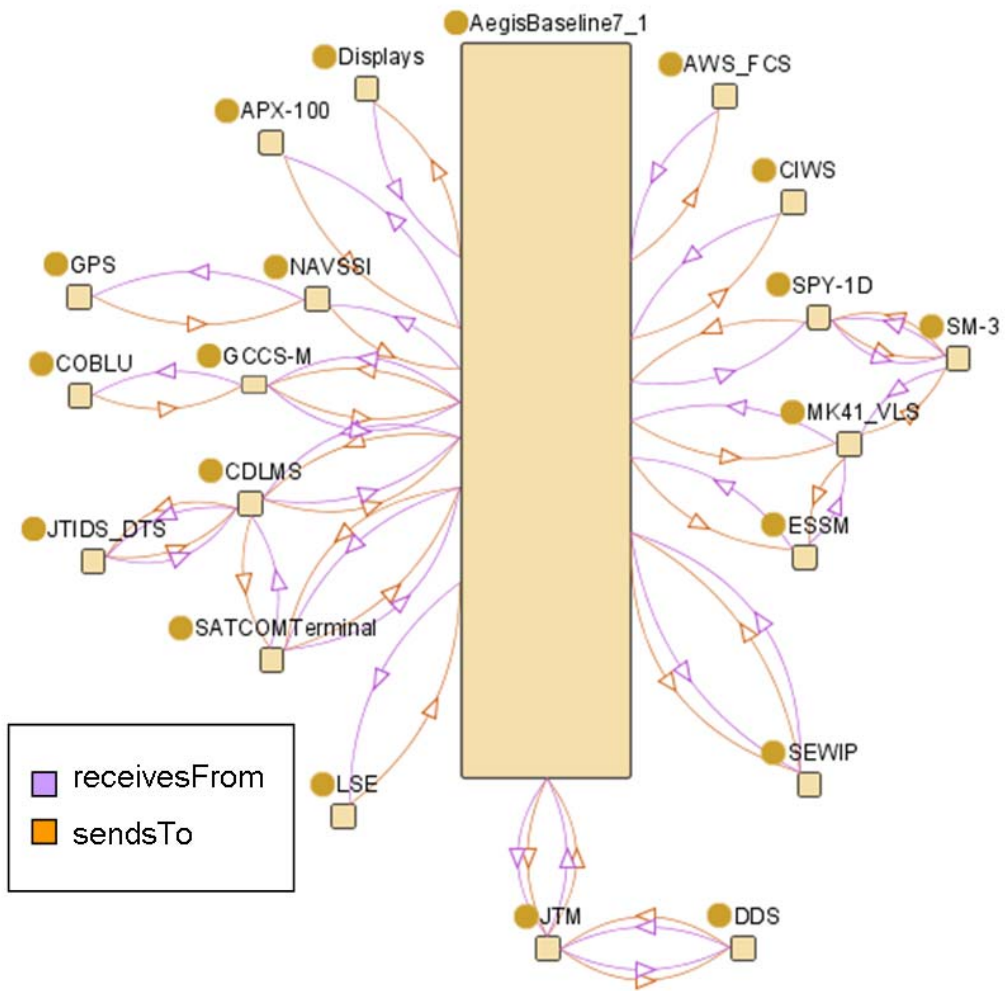 AegisBaseline7_1
Displays
AWS_FCS
APX-100
CIWS
GPS
NAVSSI
SPY-1D
SM-3
COBLU
GCCS-M
MK41_VLS
CDLMS
JTIDS_DTS
ESSM
SATCOMTerminal
SEWIP
receivesFrom
LSE
sendsTo
JTM
DDS